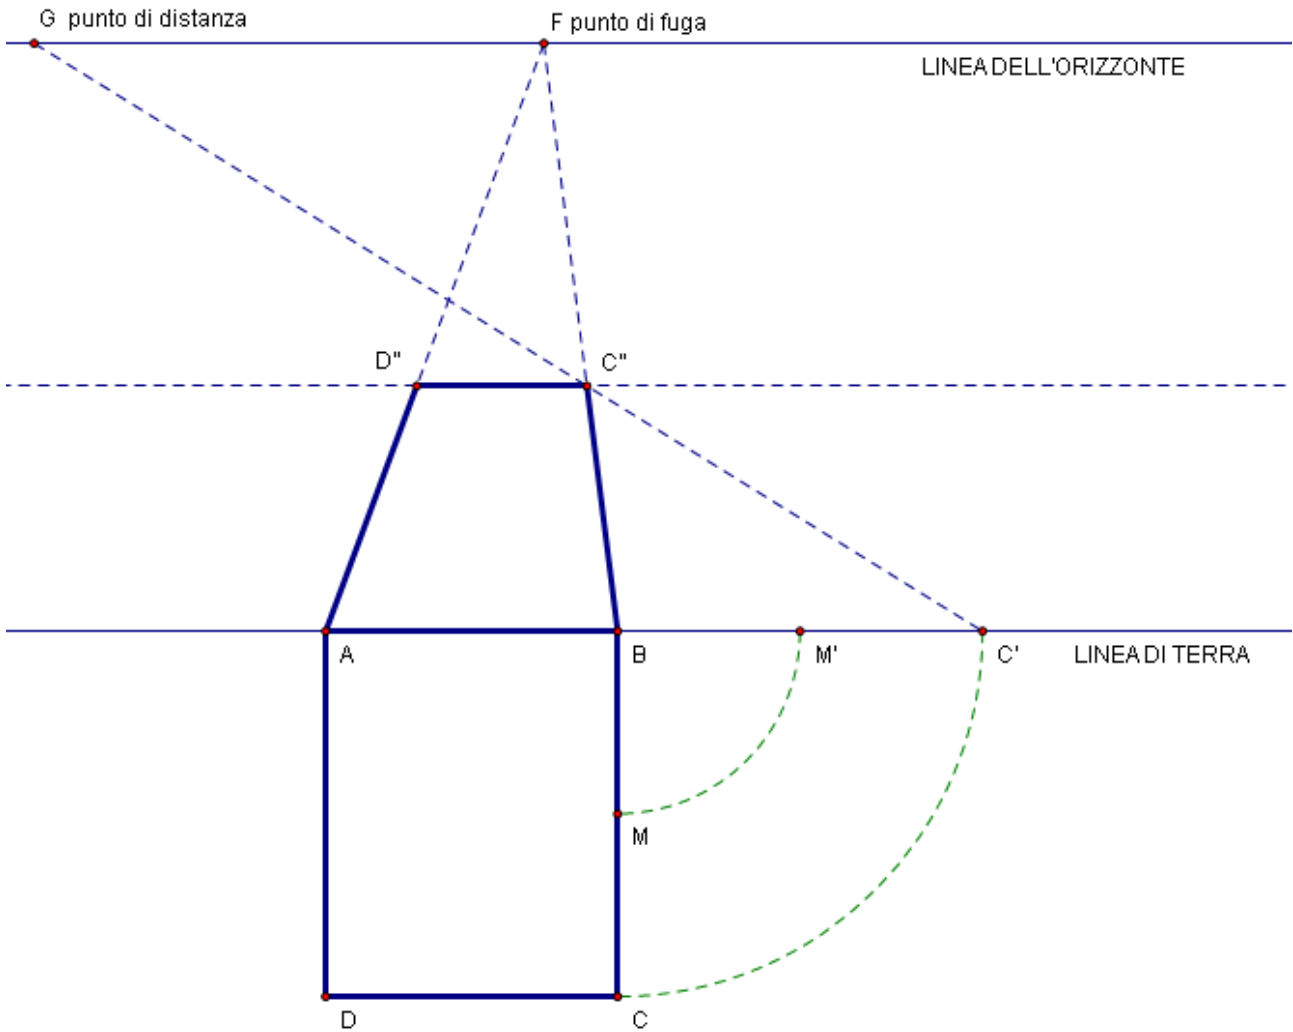 G punto di distanza
F punto di fuga
LINEA DELL'ORIZZONTE
D"
C"
A
B
M'
C'
LINEA DI TERRA
M
D
C